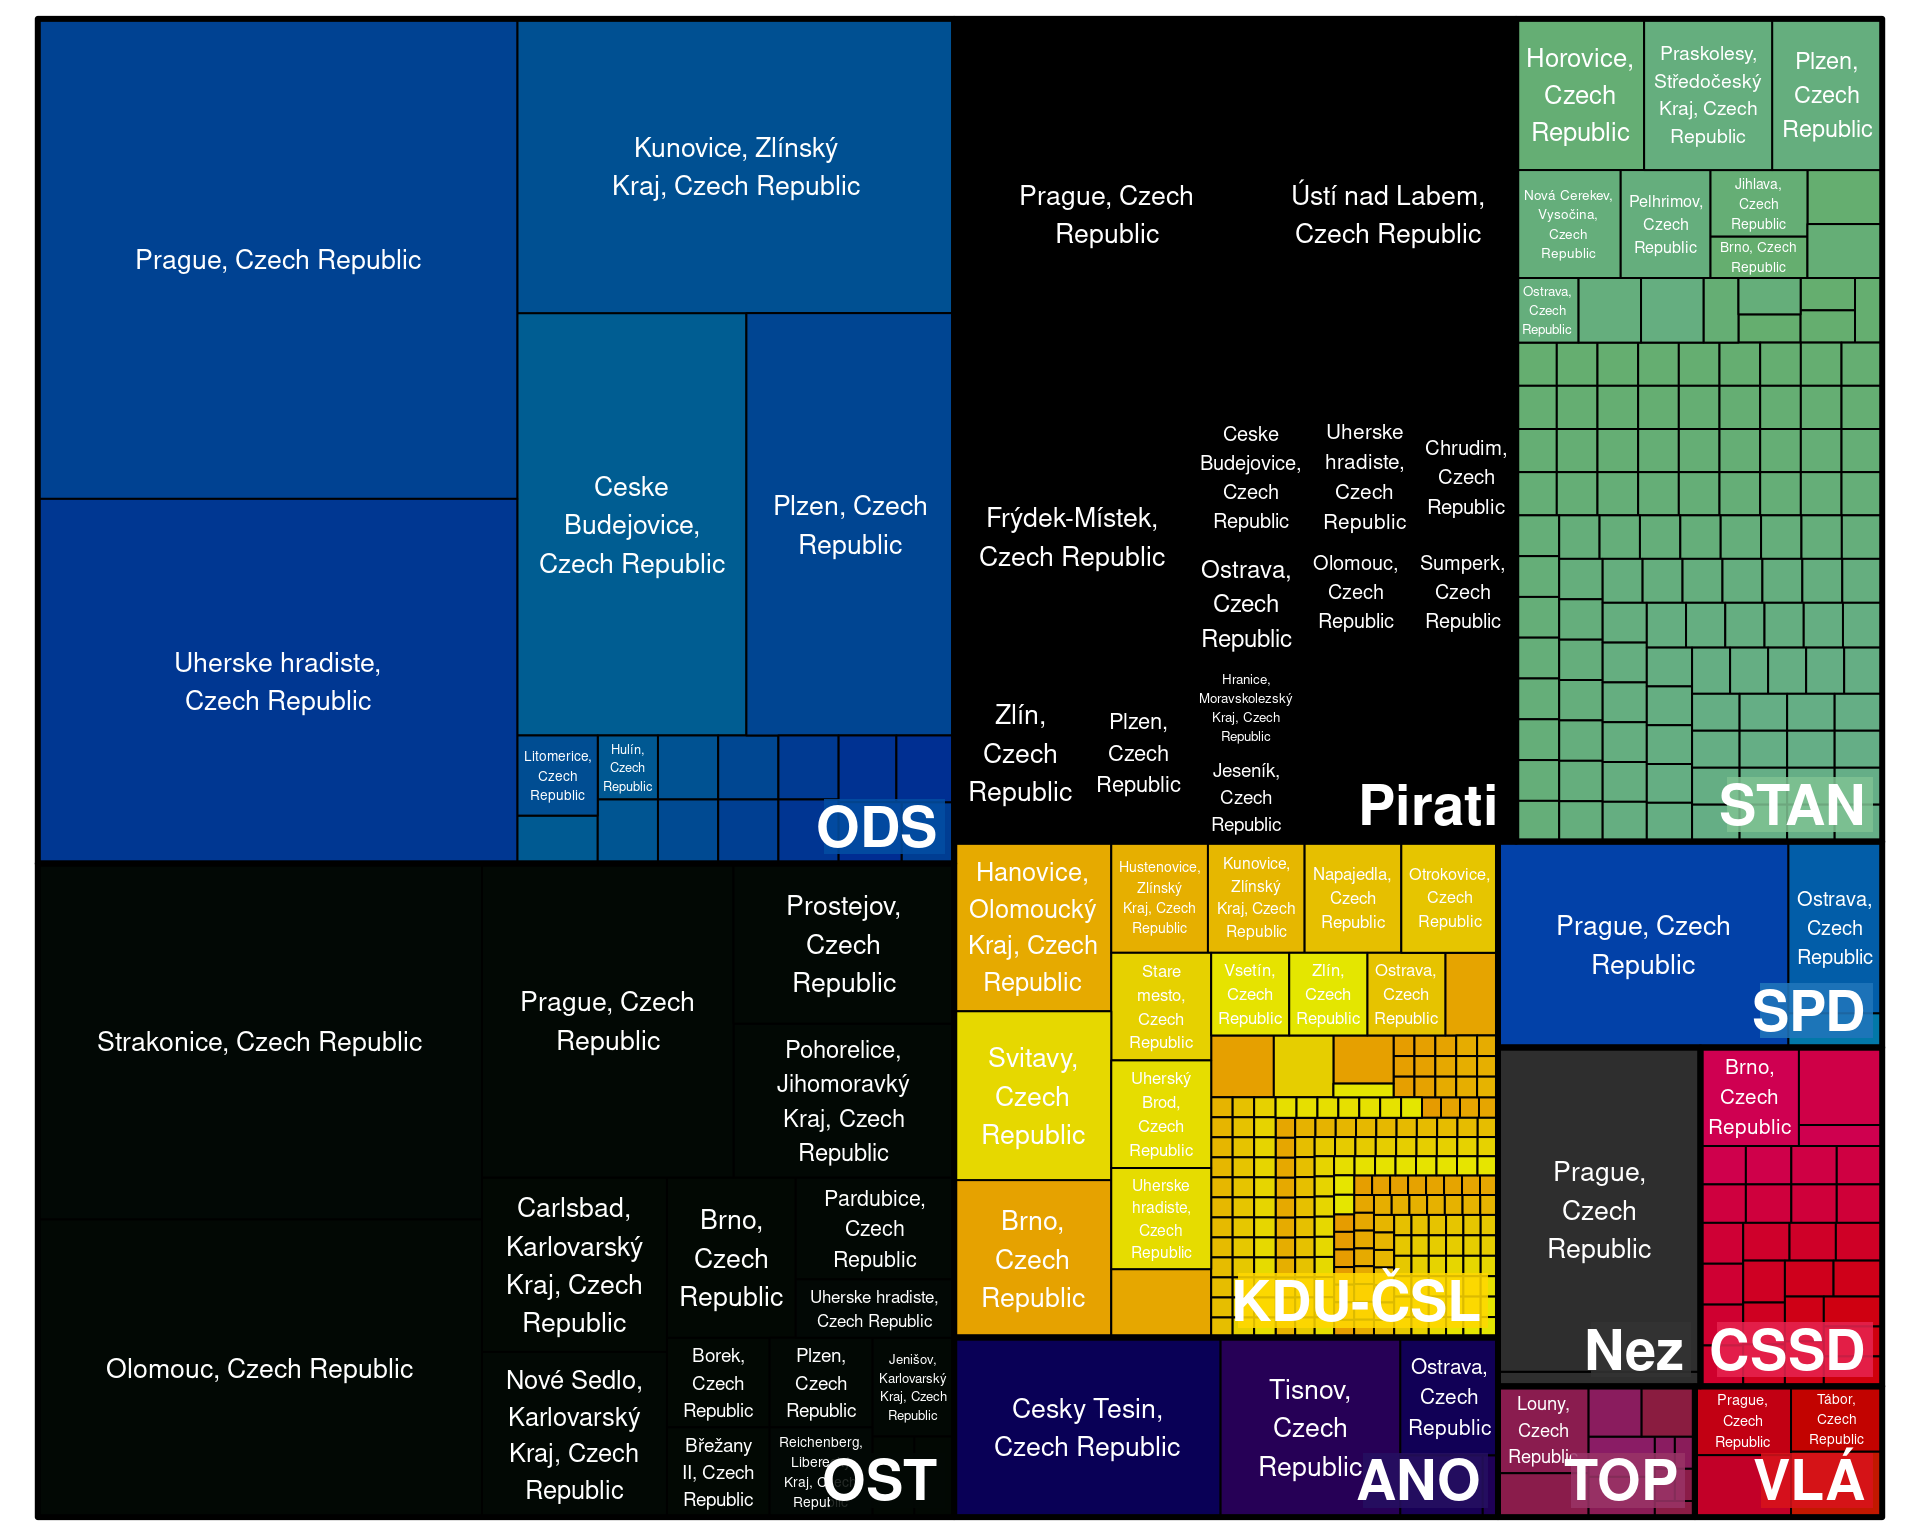 Prague, Czech Republic
Kunovice, Zlínský
Kraj, Czech Republic
Uherske hradiste,
Czech Republic
Ceske
Budejovice,
Czech Republic
Plzen, Czech
Republic
Litomerice,
Czech
Republic
Hulín,
Czech
Republic
ODS
Prague, Czech
Republic
Ústí nad Labem,
Czech Republic
Frýdek-Místek,
Czech Republic
Ceske
Budejovice,
Czech
Republic
Uherske
hradiste,
Czech
Republic
Chrudim,
Czech
Republic
Ostrava,
Czech
Republic
Olomouc,
Czech
Republic
Sumperk,
Czech
Republic
Zlín,
Czech
Republic
Plzen,
Czech
Republic
Hranice,
Moravskolezský
Kraj, Czech
Republic
Jeseník,
Czech
Republic
Pirati
Horovice,
Czech
Republic
Praskolesy,
Středočeský
Kraj, Czech
Republic
Plzen,
Czech
Republic
Nová Cerekev,
Vysočina,
Czech
Republic
Pelhrimov,
Czech
Republic
Jihlava,
Czech
Republic
Brno, Czech
Republic
Ostrava,
Czech
Republic
STAN
Strakonice, Czech Republic
Olomouc, Czech Republic
Prague, Czech
Republic
Prostejov,
Czech
Republic
Pohorelice,
Jihomoravký
Kraj, Czech
Republic
Carlsbad,
Karlovarský
Kraj, Czech
Republic
Nové Sedlo,
Karlovarský
Kraj, Czech
Republic
Brno,
Czech
Republic
Pardubice,
Czech
Republic
Uherske hradiste,
Czech Republic
Borek,
Czech
Republic
Plzen,
Czech
Republic
Jenišov,
Karlovarský
Kraj, Czech
Republic
Břežany
II, Czech
Republic
Reichenberg,
Kraj,
Republic
OST
Hanovice,
Olomoucký
Kraj, Czech
Republic
Svitavy,
Czech
Republic
Brno,
Czech
Republic
Hustenovice,
Zlínský
Kraj, Czech
Republic
Kunovice,
Zlínský
Kraj, Czech
Republic
Napajedla,
Czech
Republic
Otrokovice,
Czech
Republic
Stare
mesto,
Czech
Republic
Uherský
Brod,
Czech
Republic
Uherske
hradiste,
Czech
Republic
Vsetín,
Czech
Republic
Zlín,
Czech
Republic
Ostrava,
Czech
Republic
KDU-ČSL
Cesky Tesin,
Czech Republic
Tisnov,
Czech
Republic
Ostrava,
Czech
Republic
ANO
Prague, Czech
Republic
Ostrava,
Czech
Republic
SPD
Prague,
Czech
Republic
Nez
Brno,
Czech
Republic
CSSD
Louny,
Czech
Republic
TOP
Prague,
Czech
Republic
Tábor,
Czech
Republic
VLÁ